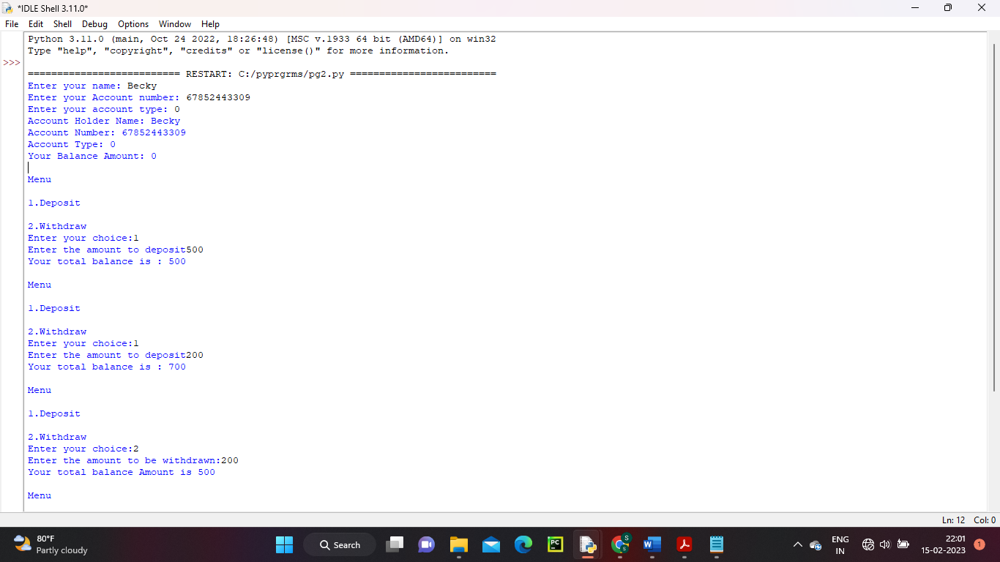 *IDLE Shell 3.11.0*
File Edit Shell Debug Options Window Help
Python 3.11.0 (main, Oct 24 2022, 18:26:48) [MSC v.1933 64 bit (AMD64)] on win32
Type "help", "copyright", "credits" or "license()" for more information.
>>>
========================== RESTART: C:/pyprgrms/pg2.py =========================
Enter your name: Becky
Enter your Account number: 67852443309
Enter your account type: 0
Account Holder Name: Becky
Account Number: 67852443309
Account Type: 0
Your Balance Amount: 0
Menu
1.Deposit
2.Withdraw
Enter your choice:1
Enter the amount to deposit500
Your total balance is : 500
Menu
1.Deposit
2.Withdraw
Enter your choice:1
Enter the amount to deposit200
Your total balance is : 700
Menu
1.Deposit
2.Withdraw
Enter your choice:2
Enter the amount to be withdrawn:200
Your total balance Amount is 500
Menu
Ln: 12 Col: 0
80°F
Partly cloudy
Search
PC
S
W
ENG
IN
22:01
15-02-2023
1